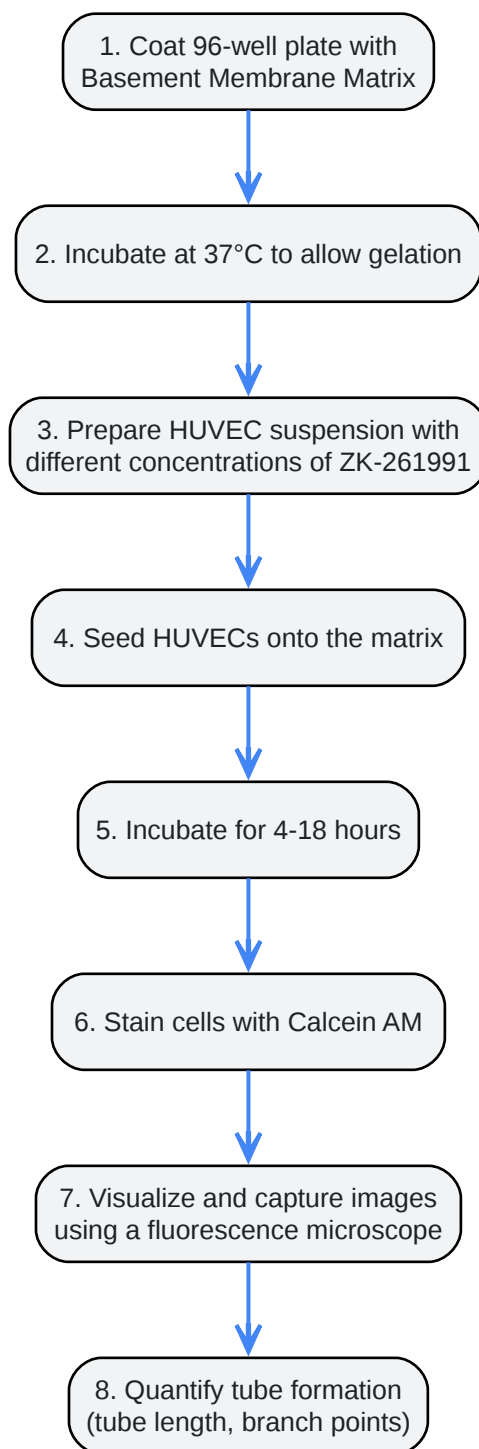 1. Coat 96-well plate with
Basement Membrane Matrix
2. Incubate at 37°C to allow gelation
3. Prepare HUVEC suspension with
different concentrations of ZK-261991
4. Seed HUVECs onto the matrix
5. Incubate for 4-18 hours
6. Stain cells with Calcein AM
7. Visualize and capture images
using a fluorescence microscope
8. Quantify tube formation
(tube length, branch points)